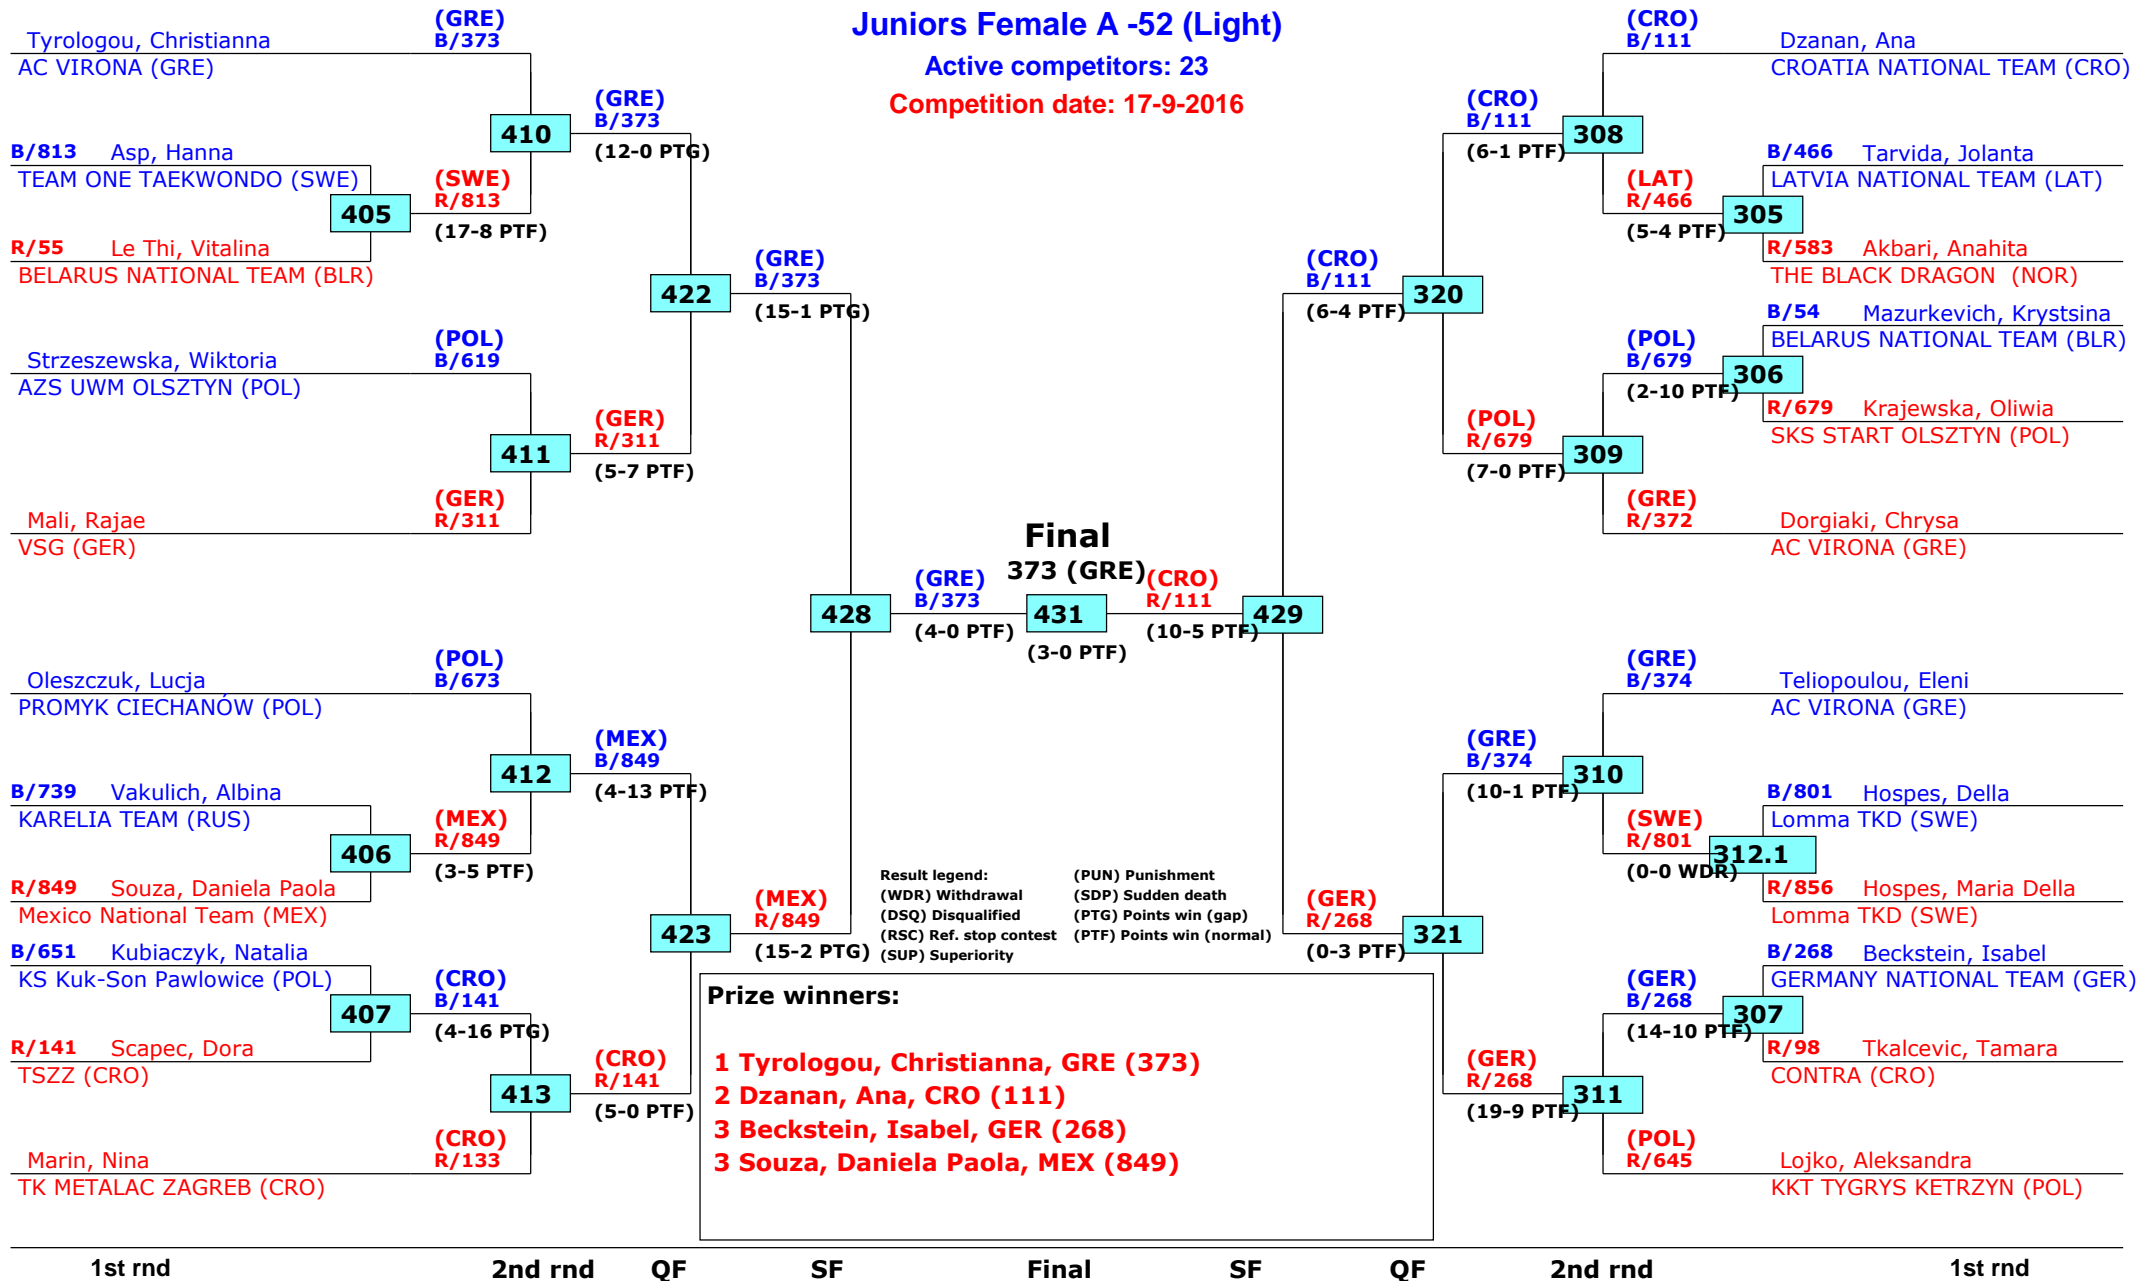 Juniors Female A -52 (Light)
Active competitors: 23
Competition date: 17-9-2016
(GRE)
Tyrologou, Christianna B/373
AC VIRONA (GRE)
(GRE)
B/373
410
(12-0 PTG)
B/813 Asp, Hanna
TEAM ONE TAEKWONDO (SWE)
(SWE)
R/813
405
(17-8 PTF)
R/55 Le Thi, Vitalina
BELARUS NATIONAL TEAM (BLR)
(GRE)
B/373
422
(15-1 PTG)
(POL)
Strzeszewska, Wiktoria B/619
AZS UWM OLSZTYN (POL)
(GER)
R/311
411
(5-7 PTF)
(GER)
Mali, Rajae R/311
VSG (GER)
(GRE)
B/373
428
(4-0 PTF)
(POL)
Oleszczuk, Lucja B/673
PROMYK CIECHANÓW (POL)
(MEX)
B/849
412
(4-13 PTF)
B/739 Vakulich, Albina
KARELIA TEAM (RUS)
(MEX)
R/849
406
(3-5 PTF)
R/849 Souza, Daniela Paola
Mexico National Team (MEX)
(MEX)
R/849
423
(15-2 PTG)
B/651 Kubiaczyk, Natalia
KS Kuk-Son Pawlowice (POL)
(CRO)
B/141
407
(4-16 PTG)
R/141 Scapec, Dora
TSZZ (CRO)
(CRO)
R/141
413
(5-0 PTF)
(CRO)
Marin, Nina R/133
TK METALAC ZAGREB (CRO)
Final
373 (GRE)
431
(3-0 PTF)
(CRO)
R/111
429
(10-5 PTF)
(CRO)
B/111 Dzanan, Ana
CROATIA NATIONAL TEAM (CRO)
(CRO)
B/111
308
(6-1 PTF)
B/466 Tarvida, Jolanta
LATVIA NATIONAL TEAM (LAT)
(LAT)
R/466
305
(5-4 PTF)
R/583 Akbari, Anahita
THE BLACK DRAGON (NOR)
(CRO)
B/111
320
(6-4 PTF)
B/54 Mazurkevich, Krystsina
BELARUS NATIONAL TEAM (BLR)
(POL)
B/679
306
(2-10 PTF)
R/679 Krajewska, Oliwia
SKS START OLSZTYN (POL)
(POL)
R/679
309
(7-0 PTF)
(GRE)
R/372 Dorgiaki, Chrysa
AC VIRONA (GRE)
(GRE)
B/374 Teliopoulou, Eleni
AC VIRONA (GRE)
(GRE)
B/374
310
(10-1 PTF)
B/801 Hospes, Della
Lomma TKD (SWE)
(SWE)
R/801
312.1
(0-0 WDR)
R/856 Hospes, Maria Della
Lomma TKD (SWE)
(GER)
R/268
321
(0-3 PTF)
B/268 Beckstein, Isabel
GERMANY NATIONAL TEAM (GER)
(GER)
B/268
307
(14-10 PTF)
R/98 Tkalcevic, Tamara
CONTRA (CRO)
(GER)
R/268
311
(19-9 PTF)
(POL)
R/645 Lojko, Aleksandra
KKT TYGRYS KETRZYN (POL)
Result legend: (PUN) Punishment
(WDR) Withdrawal (SDP) Sudden death
(DSQ) Disqualified (PTG) Points win (gap)
(RSC) Ref. stop contest (PTF) Points win (normal)
(SUP) Superiority
Prize winners:
1 Tyrologou, Christianna, GRE (373)
2 Dzanan, Ana, CRO (111)
3 Beckstein, Isabel, GER (268)
3 Souza, Daniela Paola, MEX (849)
1st rnd 2nd rnd QF SF Final SF QF 2nd rnd 1st rnd